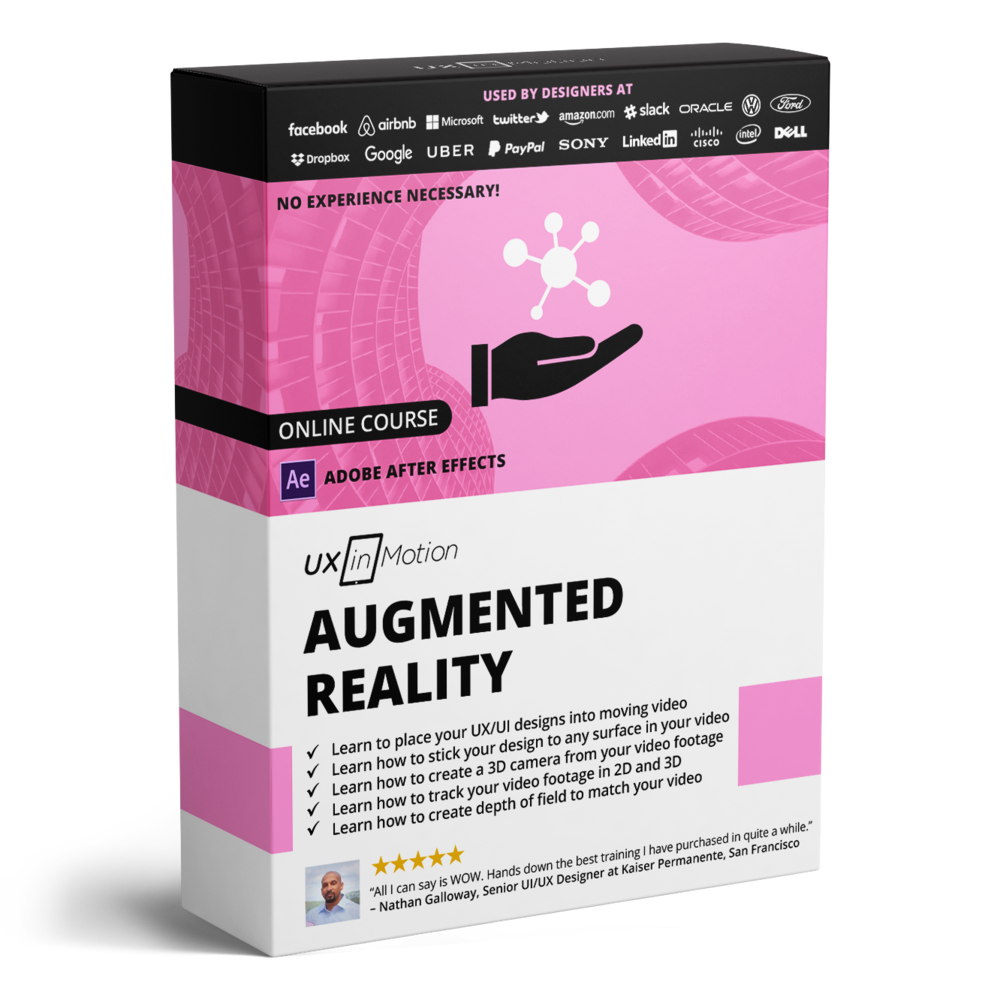 UX in Motion
USED BY DESIGNERS AT
facebook airbnb Microsoft twitter amazon.com slack ORACLE VW Ford
Dropbox Google UBER PayPal SONY LinkedIn CISCO intel DELL
NO EXPERIENCE NECESSARY!
ONLINE COURSE
Ae ADOBE AFTER EFFECTS
UX in Motion
AUGMENTED
REALITY
✓ Learn to place your UX/UI designs into moving video
✓ Learn how to stick your design to any surface in your video
✓ Learn how to create a 3D camera from your video footage
✓ Learn how to track your video footage in 2D and 3D
✓ Learn how to create depth of field to match your video
“All I can say is WOW. Hands down the best training I have purchased in quite a while.”
– Nathan Galloway, Senior UI/UX Designer at Kaiser Permanente, San Francisco